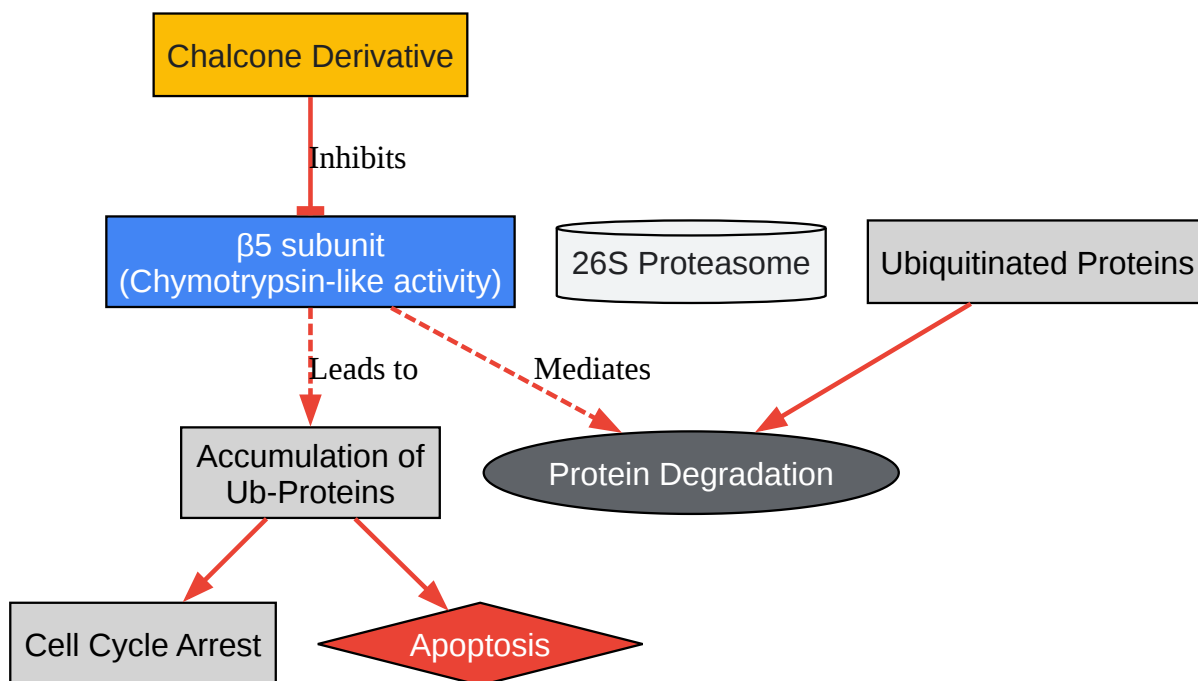 Chalcone Derivative
Inhibits
β5 subunit
(Chymotrypsin-like activity)
26S Proteasome
Ubiquitinated Proteins
Leads to
Mediates
Accumulation of
Ub-Proteins
Protein Degradation
Cell Cycle Arrest
Apoptosis